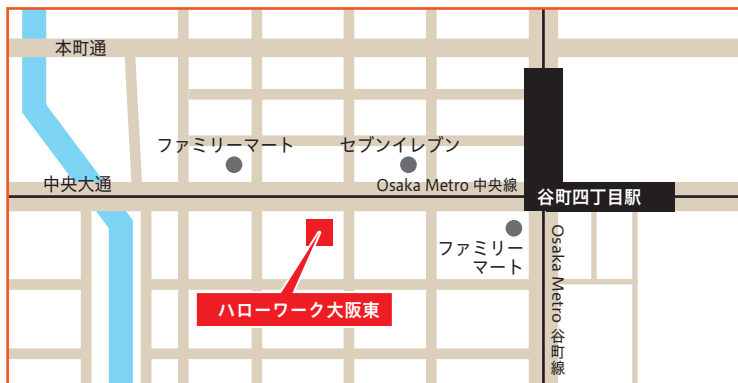 本町通
ファミリーマート
セブンイレブン
中央大通
Osaka Metro 中央線
谷町四丁目駅
ファミリー
マート
Osaka Metro 谷町線
ハローワーク大阪東